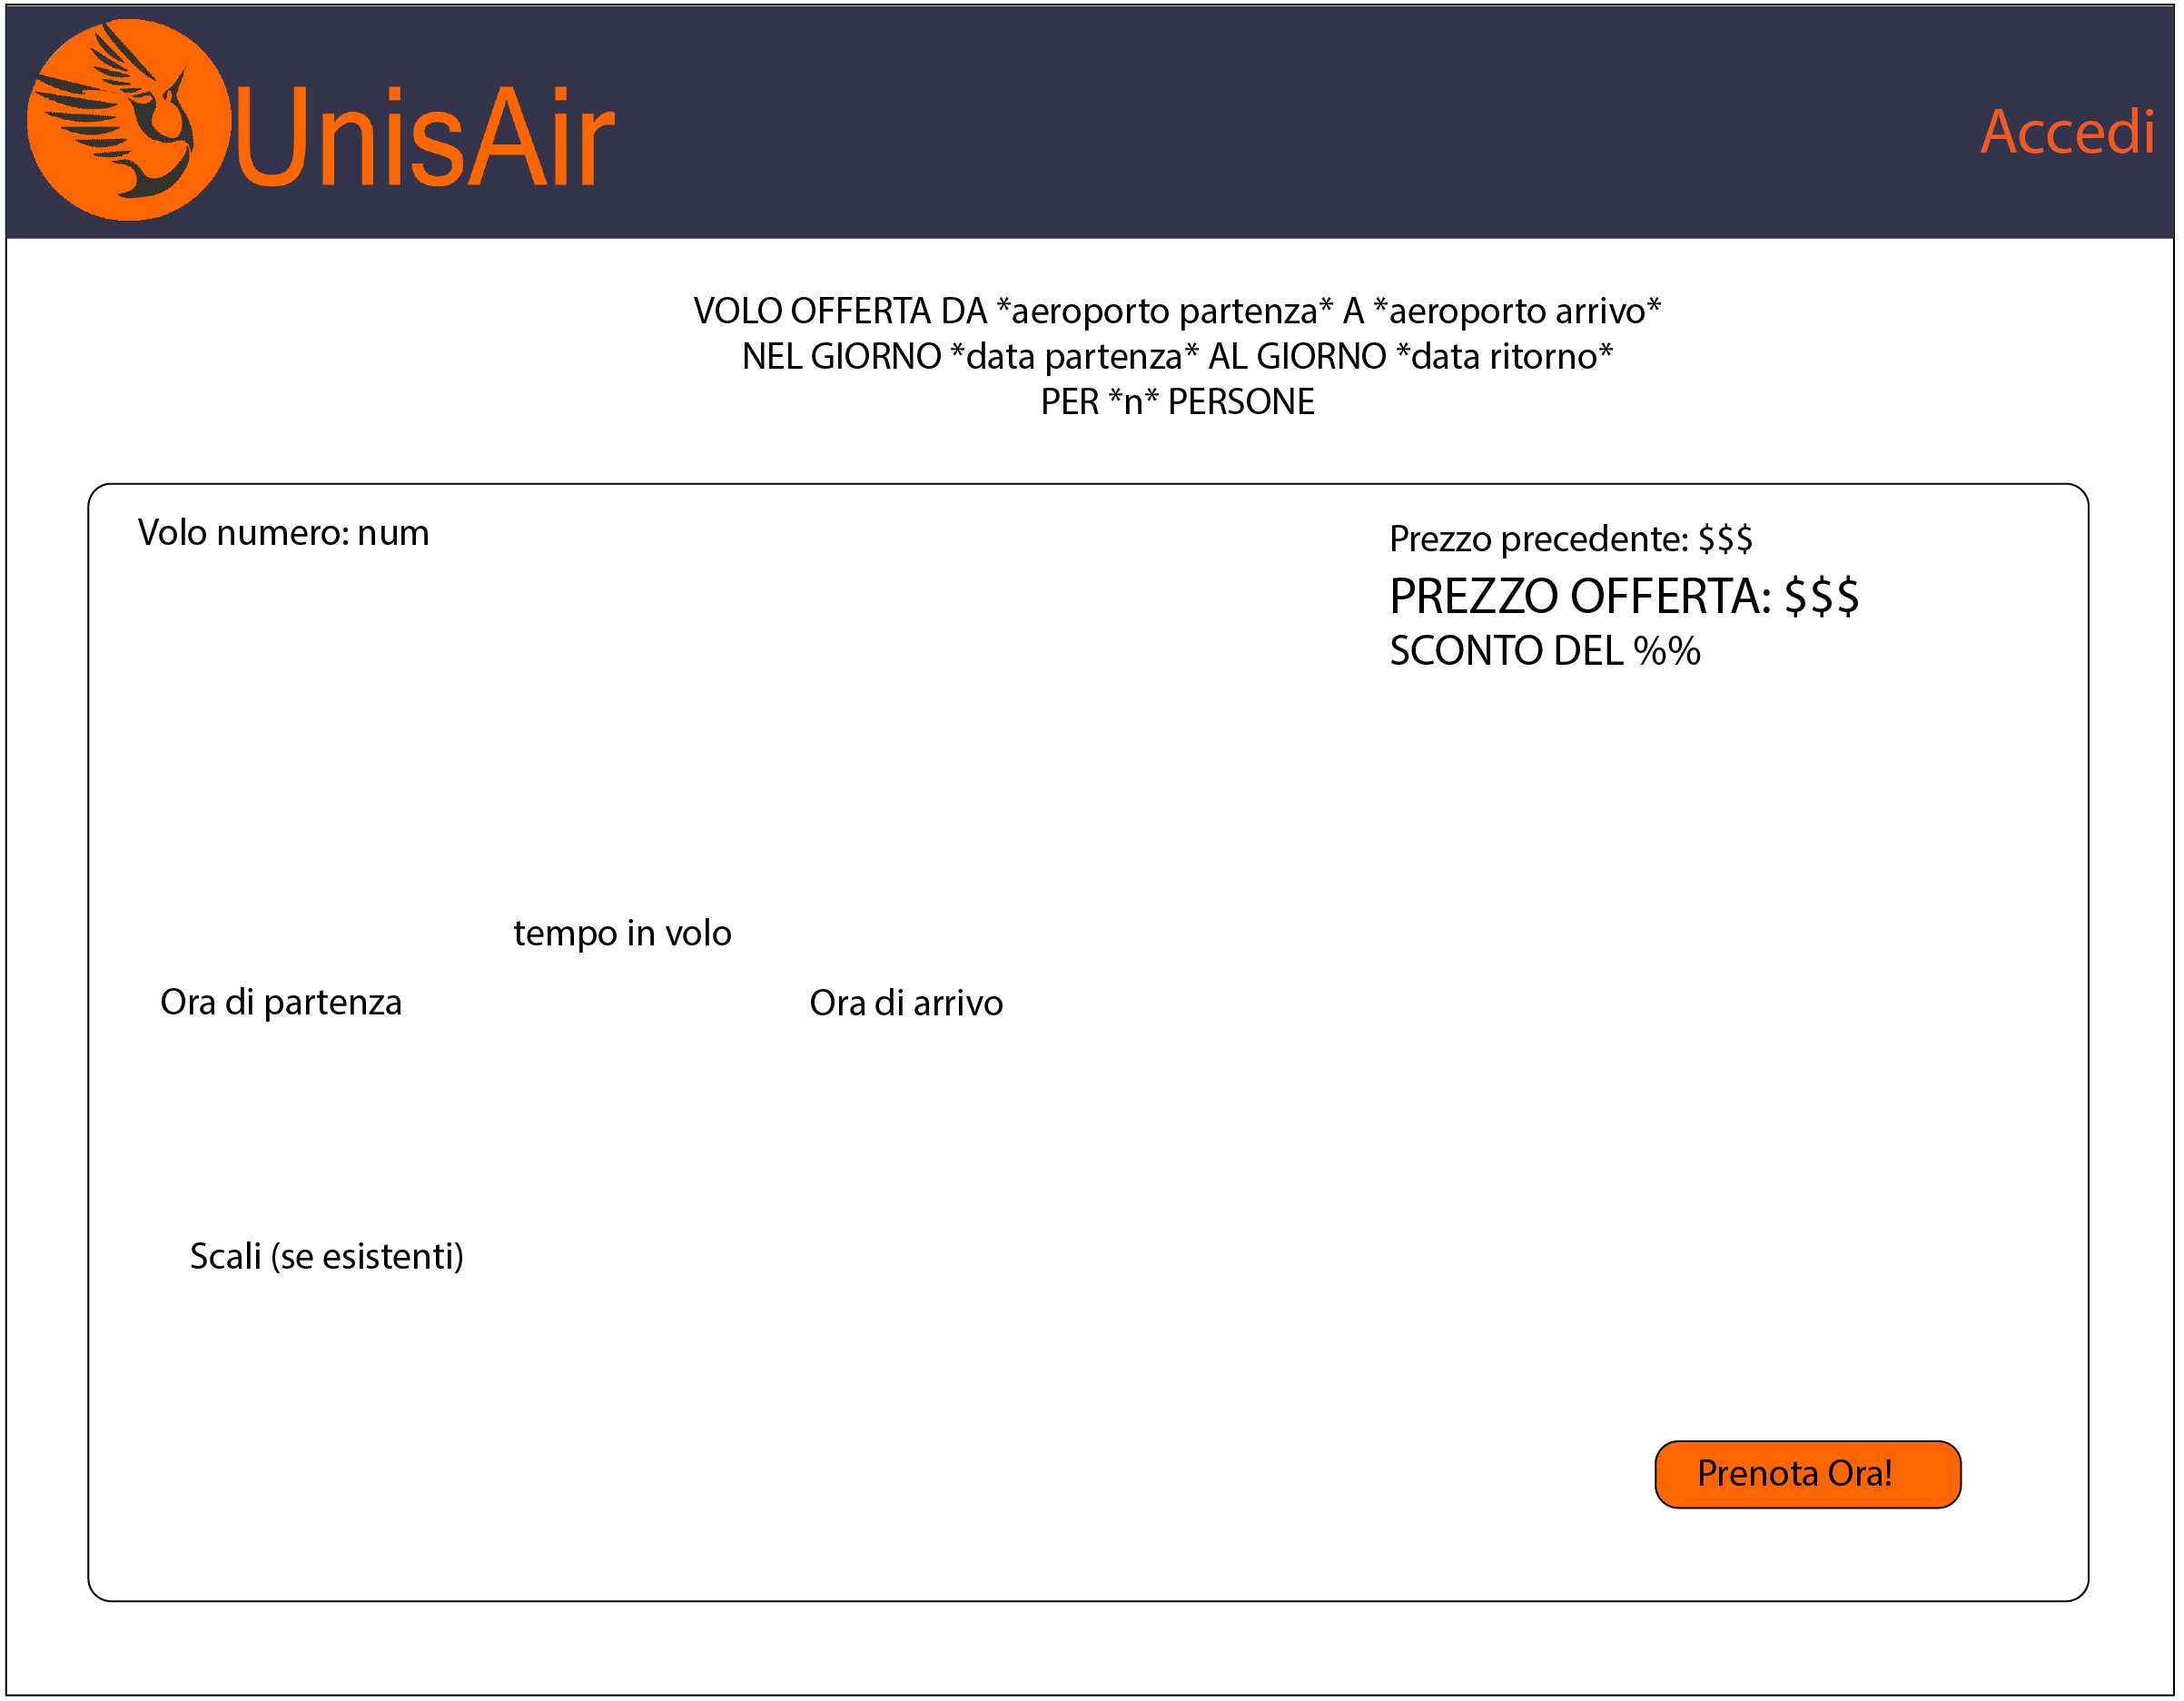 UnisAir
Accedi
VOLO OFFERTA DA *aeroporto partenza* A *aeroporto arrivo*
NEL GIORNO *data partenza* AL GIORNO *data ritorno*
PER *n* PERSONE
Volo numero: num
Prezzo precedente: $$$
PREZZO OFFERTA: $$$
SCONTO DEL %%
tempo in volo
Ora di partenza
Ora di arrivo
Scali (se esistenti)
Prenota Ora!